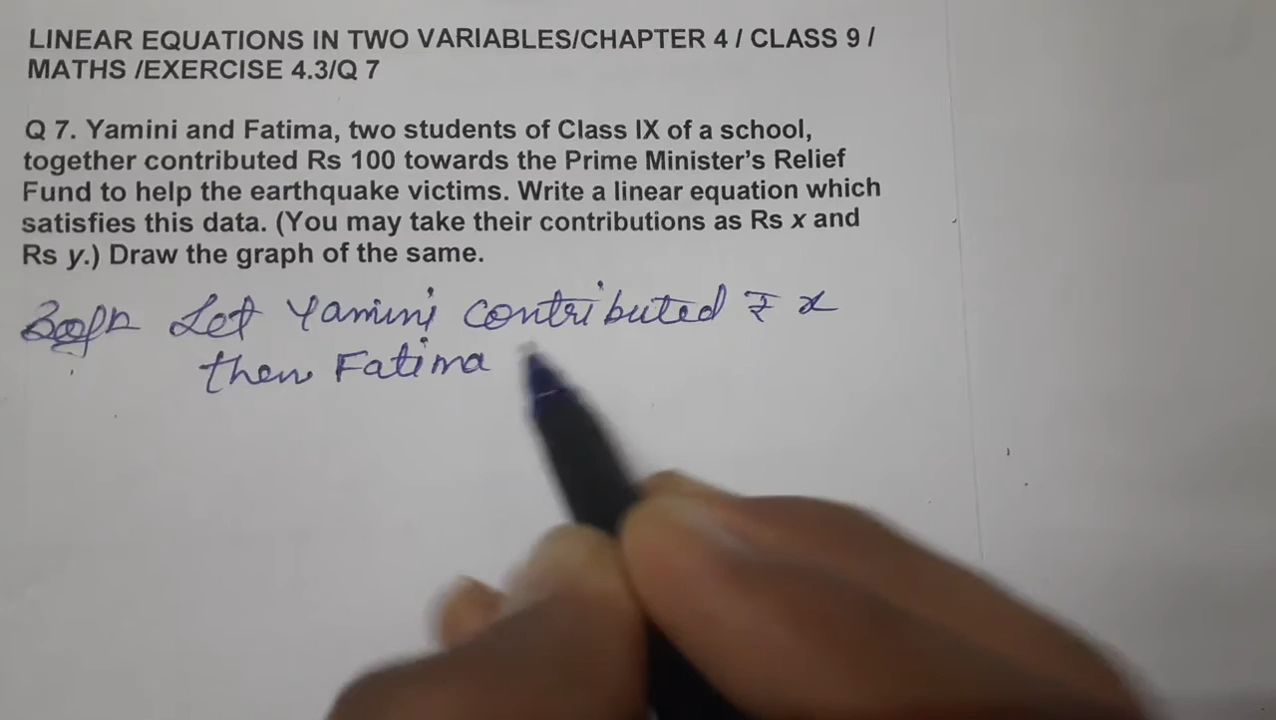 LINEAR EQUATIONS IN TWO VARIABLES/CHAPTER 4 / CLASS 9 /
MATHS /EXERCISE 4.3/Q 7
Q 7. Yamini and Fatima, two students of Class IX of a school,
together contributed Rs 100 towards the Prime Minister's Relief
Fund to help the earthquake victims. Write a linear equation which
satisfies this data. (You may take their contributions as Rs x and
Rs y.) Draw the graph of the same.
Soln Let Yamini contributed ₹ x
then Fatima